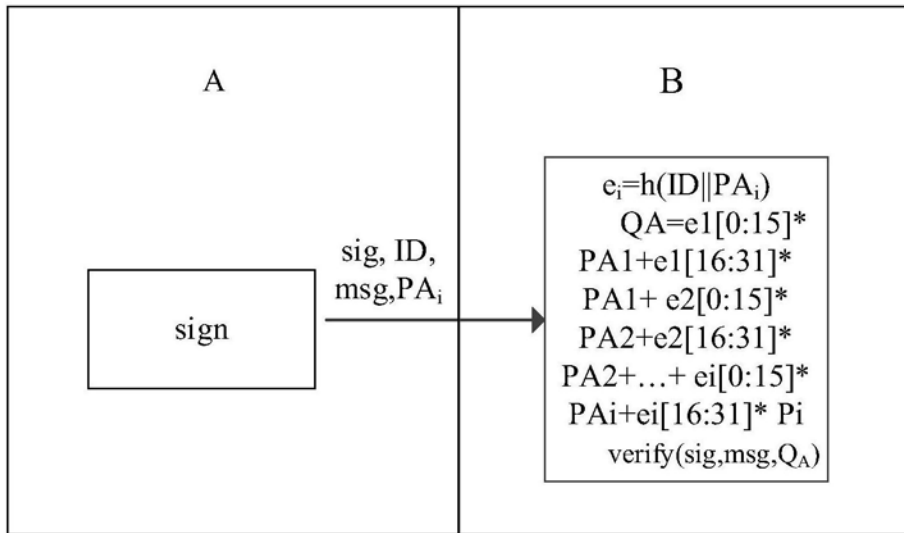 A
B
sig, ID,
msg,PAi
sign
ei=h(ID||PAi)
QA=e1[0:15]*
PA1+e1[16:31]*
PA1+ e2[0:15]*
PA2+e2[16:31]*
PA2+…+ ei[0:15]*
PAi+ei[16:31]* Pi
verify(sig,msg,QA)